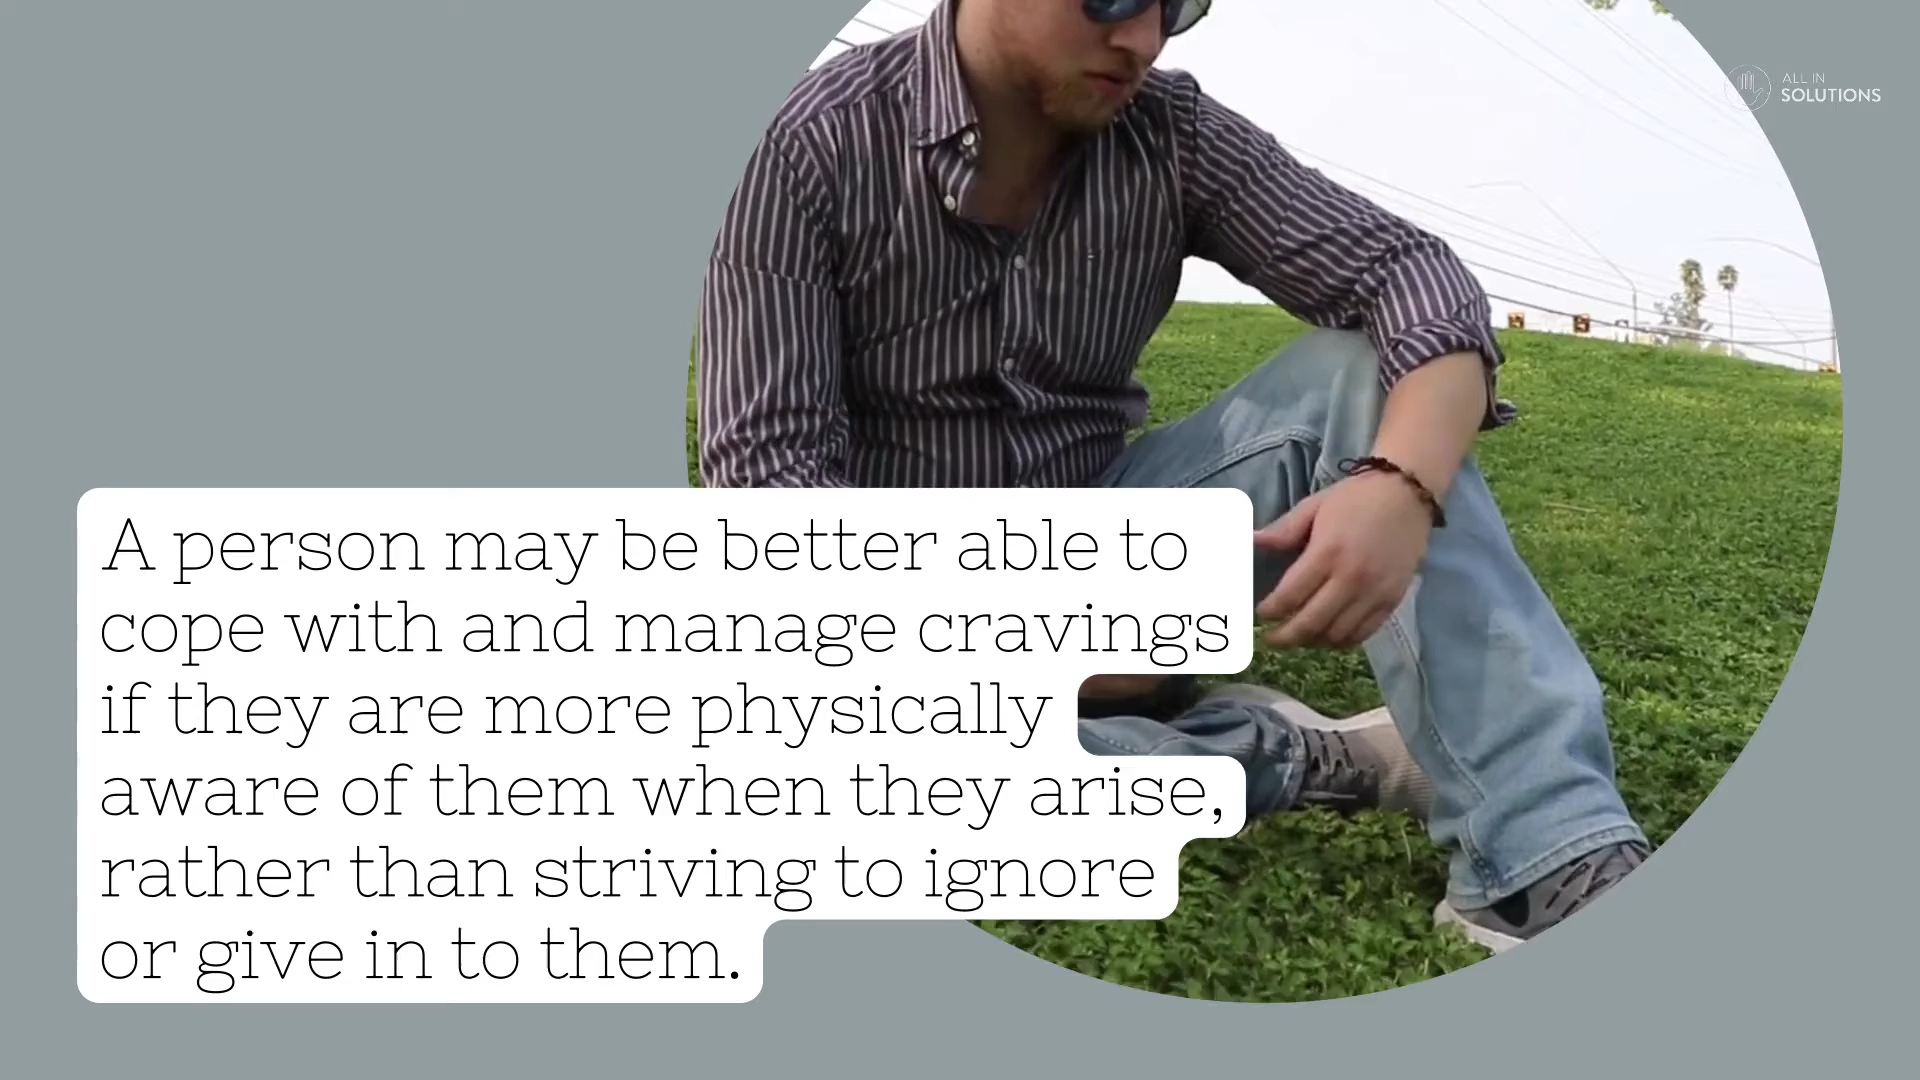 ALL IN
SOLUTIONS
A person may be better able to
cope with and manage cravings
if they are more physically
aware of them when they arise,
rather than striving to ignore
or give in to them.